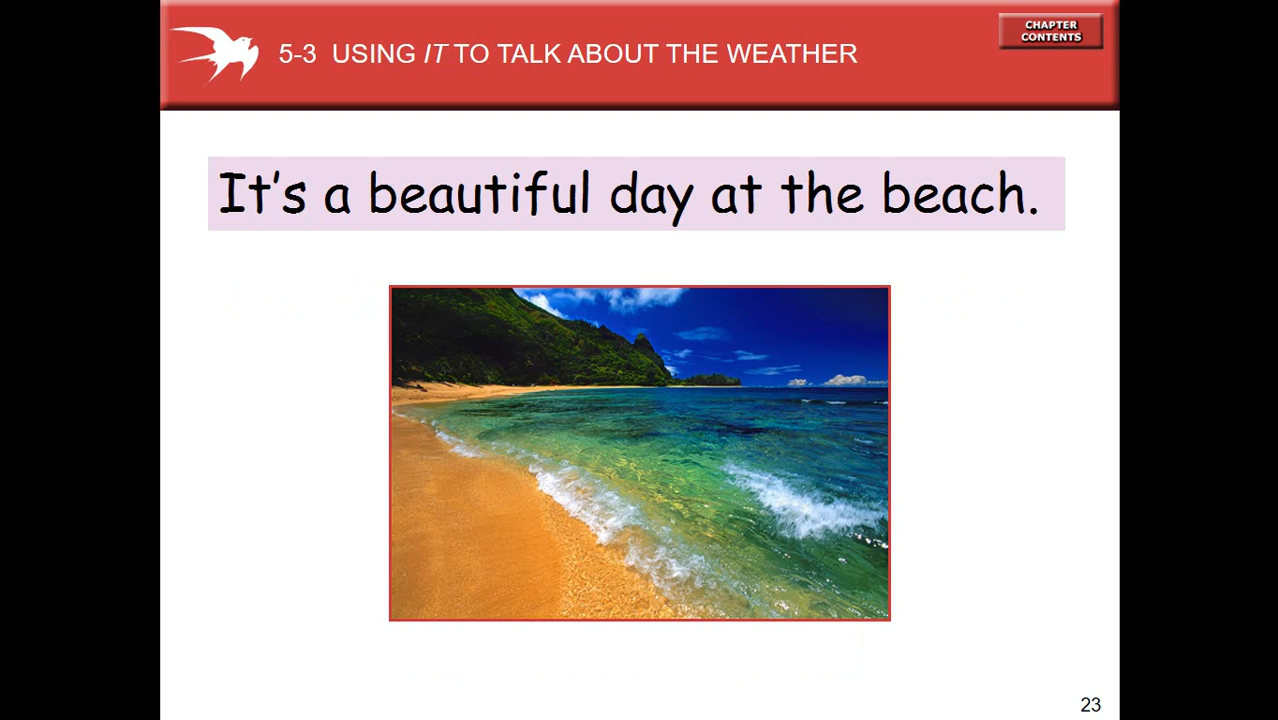 5-3 USING IT TO TALK ABOUT THE WEATHER
CHAPTER
CONTENTS
It's a beautiful day at the beach.
23